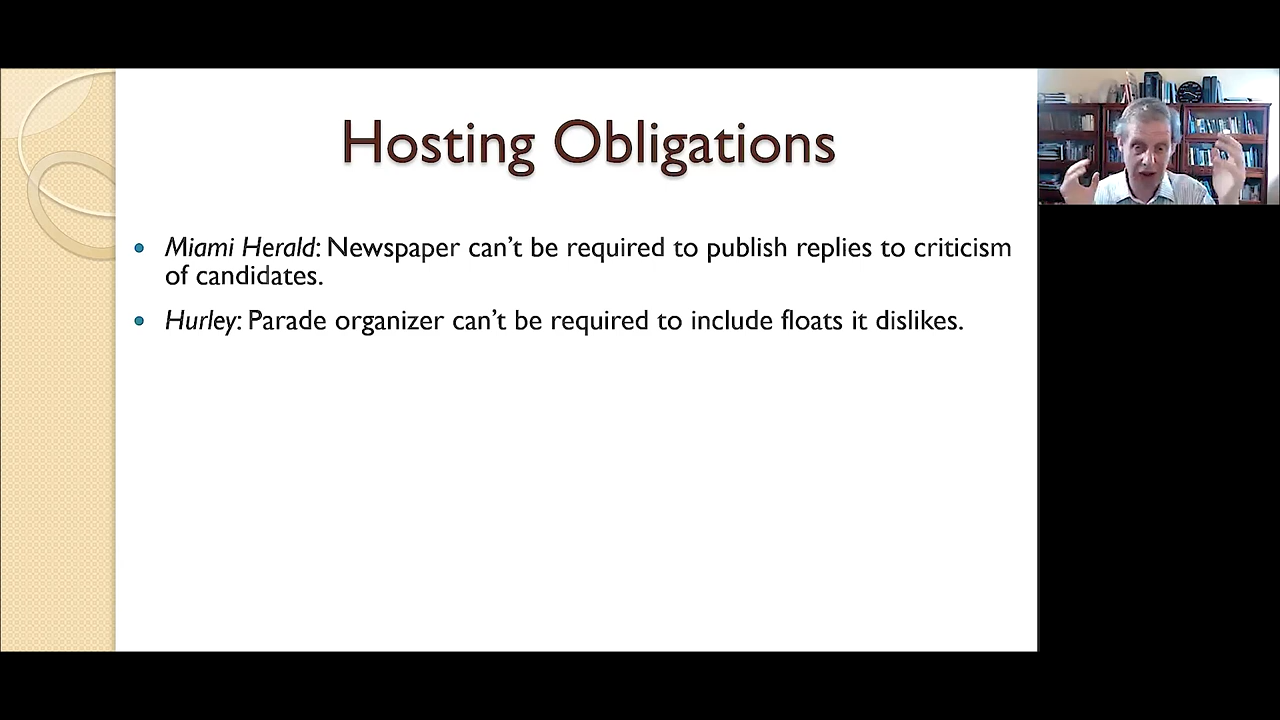 Hosting Obligations
• Miami Herald: Newspaper can’t be required to publish replies to criticism
of candidates.
• Hurley: Parade organizer can’t be required to include floats it dislikes.